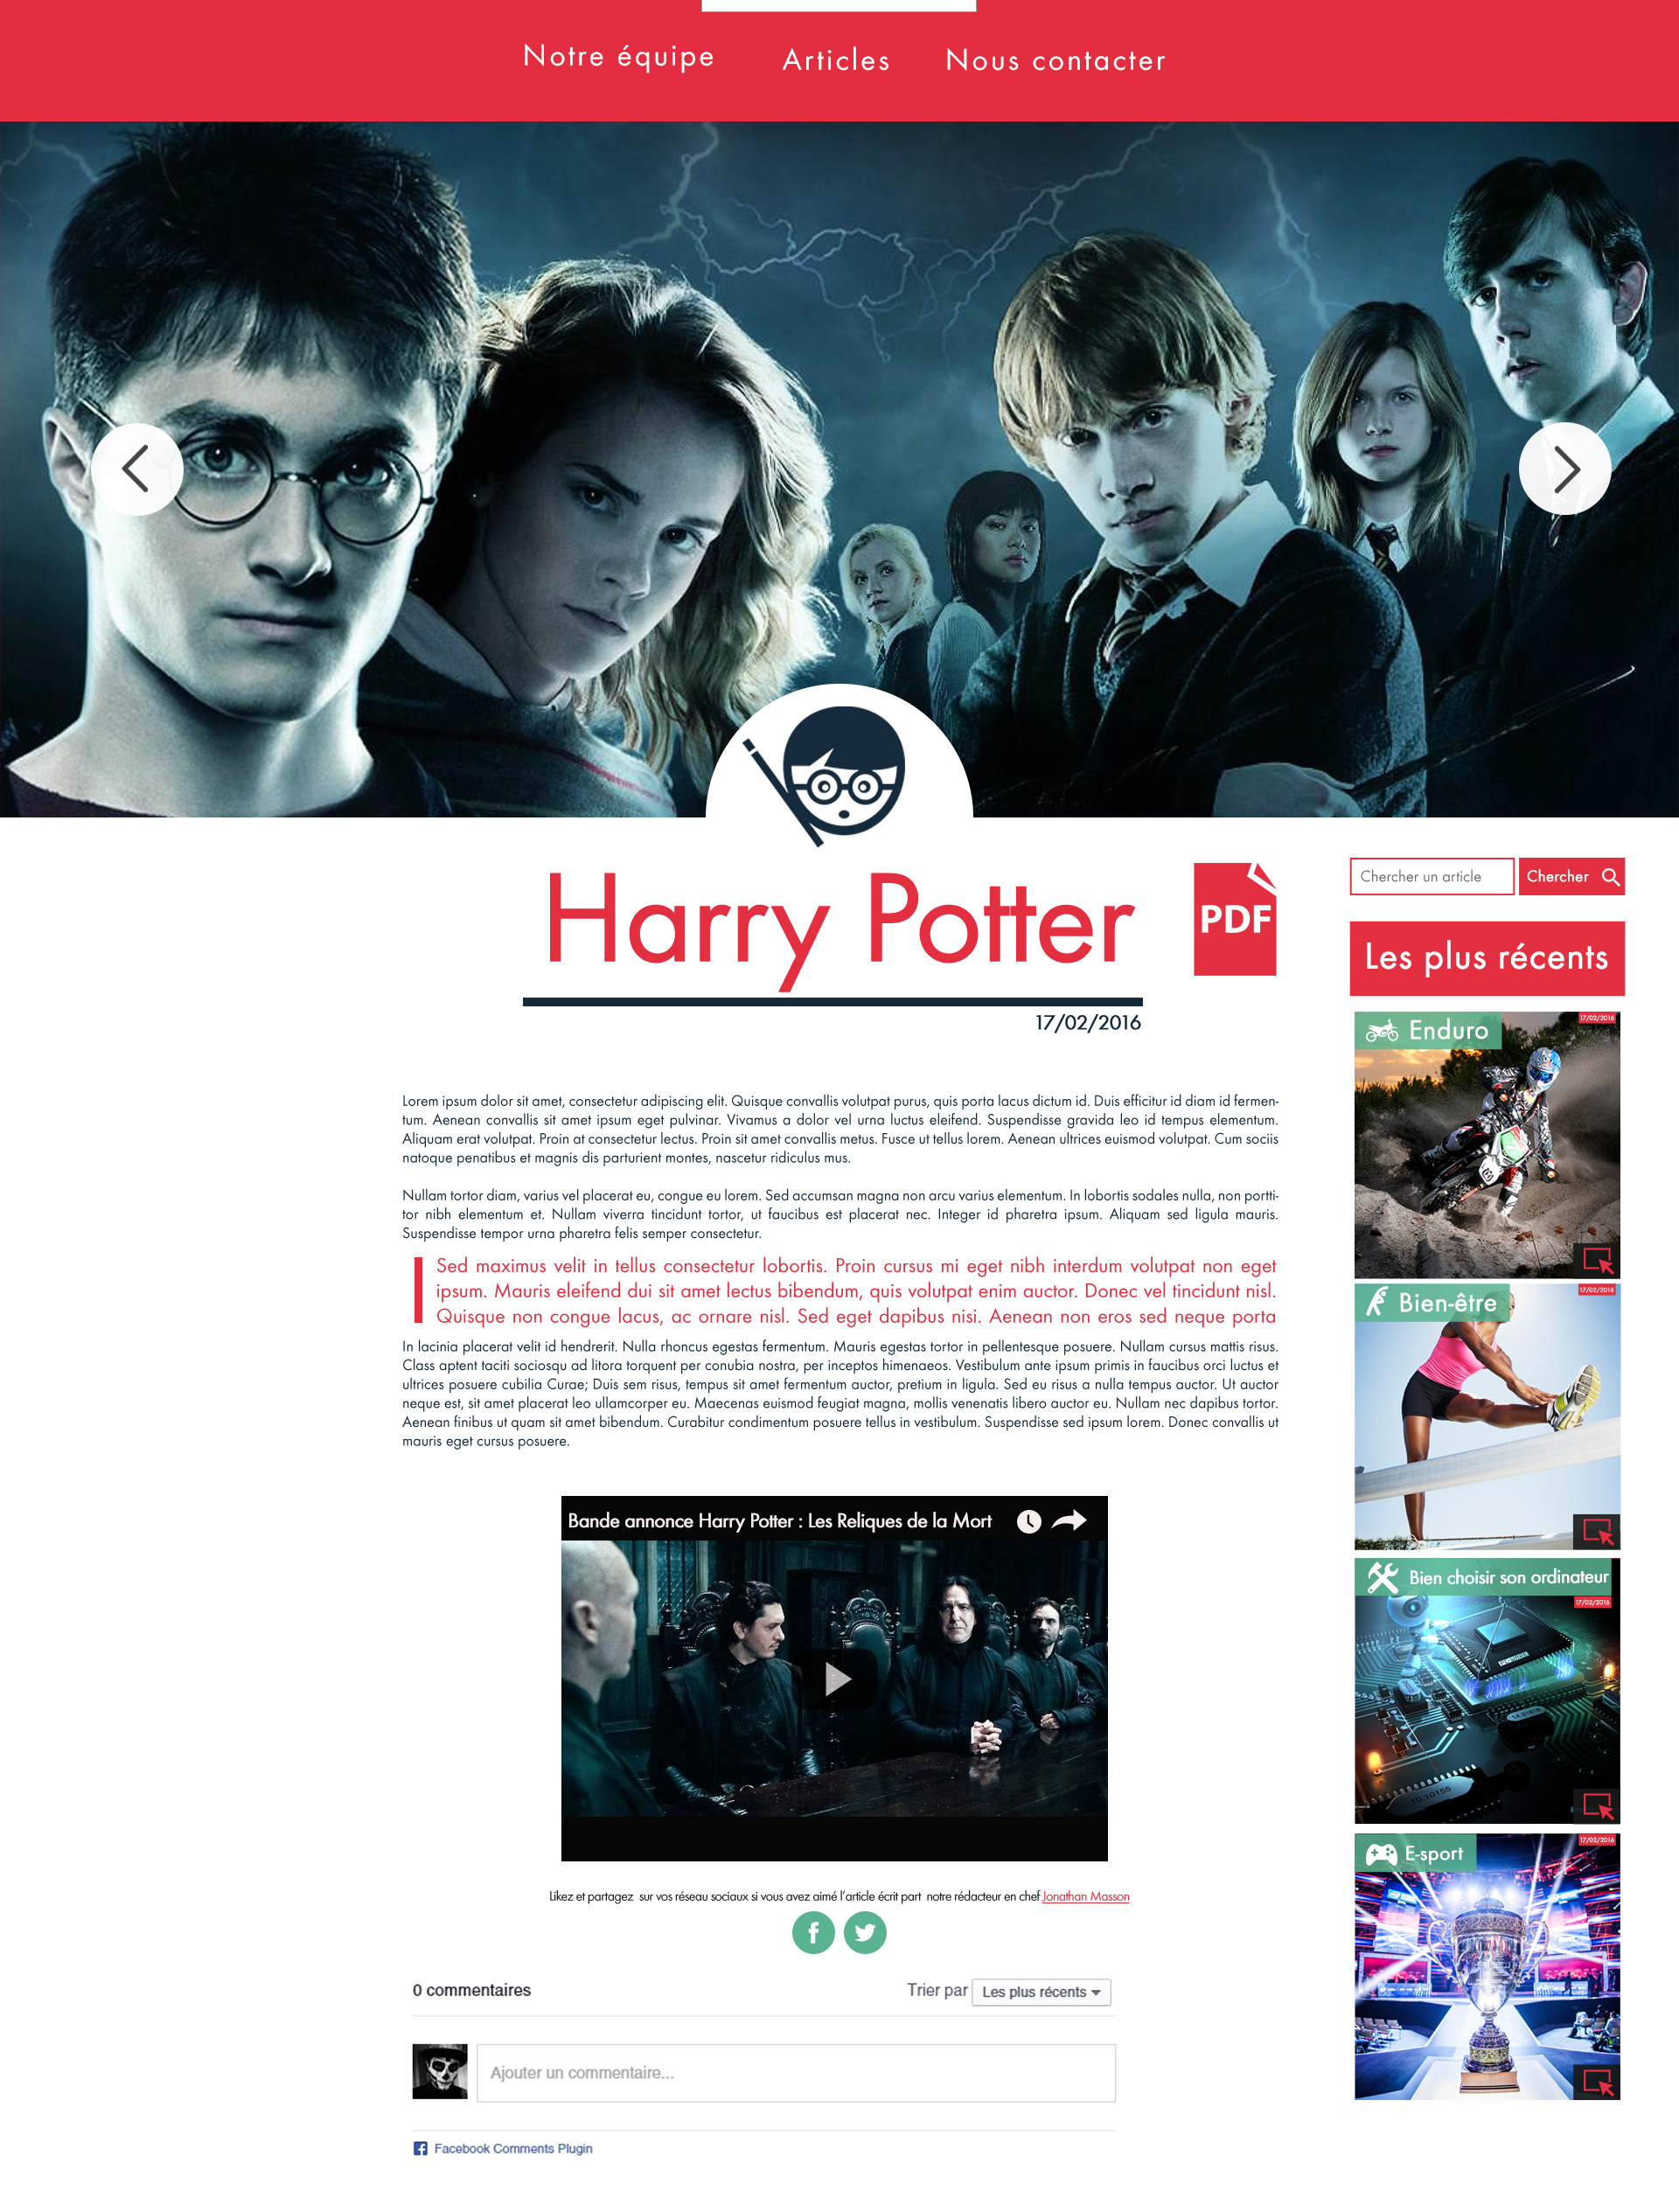 Notre équipe
Articles
Nous contacter
Harry Potter
PDF
17/02/2016
Chercher un article
Chercher
Les plus récents
Lorem ipsum dolor sit amet, consectetur adipiscing elit. Quisque convallis volutpat purus, quis porta lacus dictum id. Duis efficitur id diam id fermen-
tum. Aenean convallis sit amet ipsum eget pulvinar. Vivamus a dolor vel urna luctus eleifend. Suspendisse gravida leo id tempus elementum.
Aliquam erat volutpat. Proin at consectetur lectus. Proin sit amet convallis metus. Fusce ut tellus lorem. Aenean ultrices euismod volutpat. Cum sociis
natoque penatibus et magnis dis parturient montes, nascetur ridiculus mus.
Nullam tortor diam, varius vel placerat eu, congue eu lorem. Sed accumsan magna non arcu varius elementum. In lobortis sodales nulla, non portti-
tor nibh elementum et. Nullam viverra tincidunt tortor, ut faucibus est placerat nec. Integer id pharetra ipsum. Aliquam sed ligula mauris.
Suspendisse tempor urna pharetra felis semper consectetur.
Sed maximus velit in tellus consectetur lobortis. Proin cursus mi eget nibh interdum volutpat non eget
ipsum. Mauris eleifend dui sit amet lectus bibendum, quis volutpat enim auctor. Donec vel tincidunt nisl.
Quisque non congue lacus, ac ornare nisl. Sed eget dapibus nisi. Aenean non eros sed neque porta
In lacinia placerat velit id hendrerit. Nulla rhoncus egestas fermentum. Mauris egestas tortor in pellentesque posuere. Nullam cursus mattis risus.
Class aptent taciti sociosqu ad litora torquent per conubia nostra, per inceptos himenaeos. Vestibulum ante ipsum primis in faucibus orci luctus et
ultrices posuere cubilia Curae; Duis sem risus, tempus sit amet fermentum auctor, pretium in ligula. Sed eu risus a nulla tempus auctor. Ut auctor
neque est, sit amet placerat leo ullamcorper eu. Maecenas euismod feugiat magna, mollis venenatis libero auctor eu. Nullam nec dapibus tortor.
Aenean finibus ut quam sit amet bibendum. Curabitur condimentum posuere tellus in vestibulum. Suspendisse sed ipsum lorem. Donec convallis ut
mauris eget cursus posuere.
Bande annonce Harry Potter : Les Reliques de la Mort
Likez et partagez sur vos réseau sociaux si vous avez aimé l'article écrit part notre rédacteur en chef Jonathan Masson
0 commentaires
Trier par Les plus récents
Ajouter un commentaire...
Facebook Comments Plugin
Enduro
17/02/2016
Bien-être
17/02/2016
Bien choisir son ordinateur
17/02/2016
10 10155
E-sport
17/02/2016